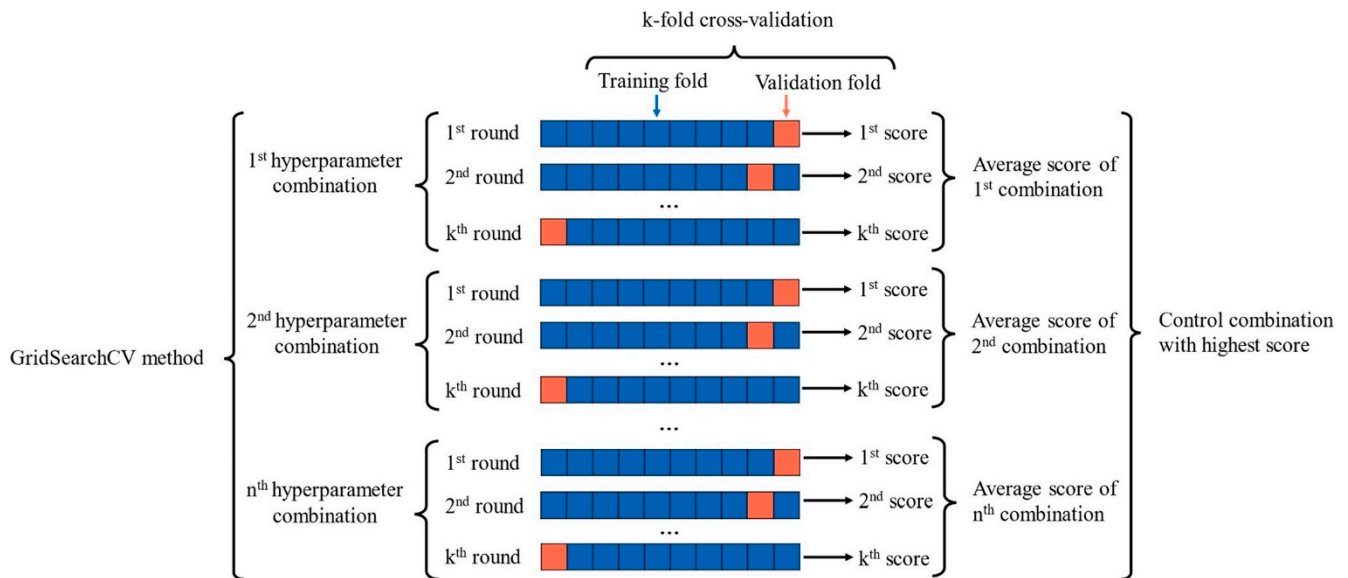 k-fold cross-validation
Training fold
Validation fold
GridSearchCV method
1st hyperparameter
combination
1st round
1st score
2nd round
2nd score
...
kth round
kth score
Average score of
1st combination
2nd hyperparameter
combination
1st round
1st score
2nd round
2nd score
...
kth round
kth score
Average score of
2nd combination
...
nth hyperparameter
combination
1st round
1st score
2nd round
2nd score
...
kth round
kth score
Average score of
nth combination
Control combination
with highest score